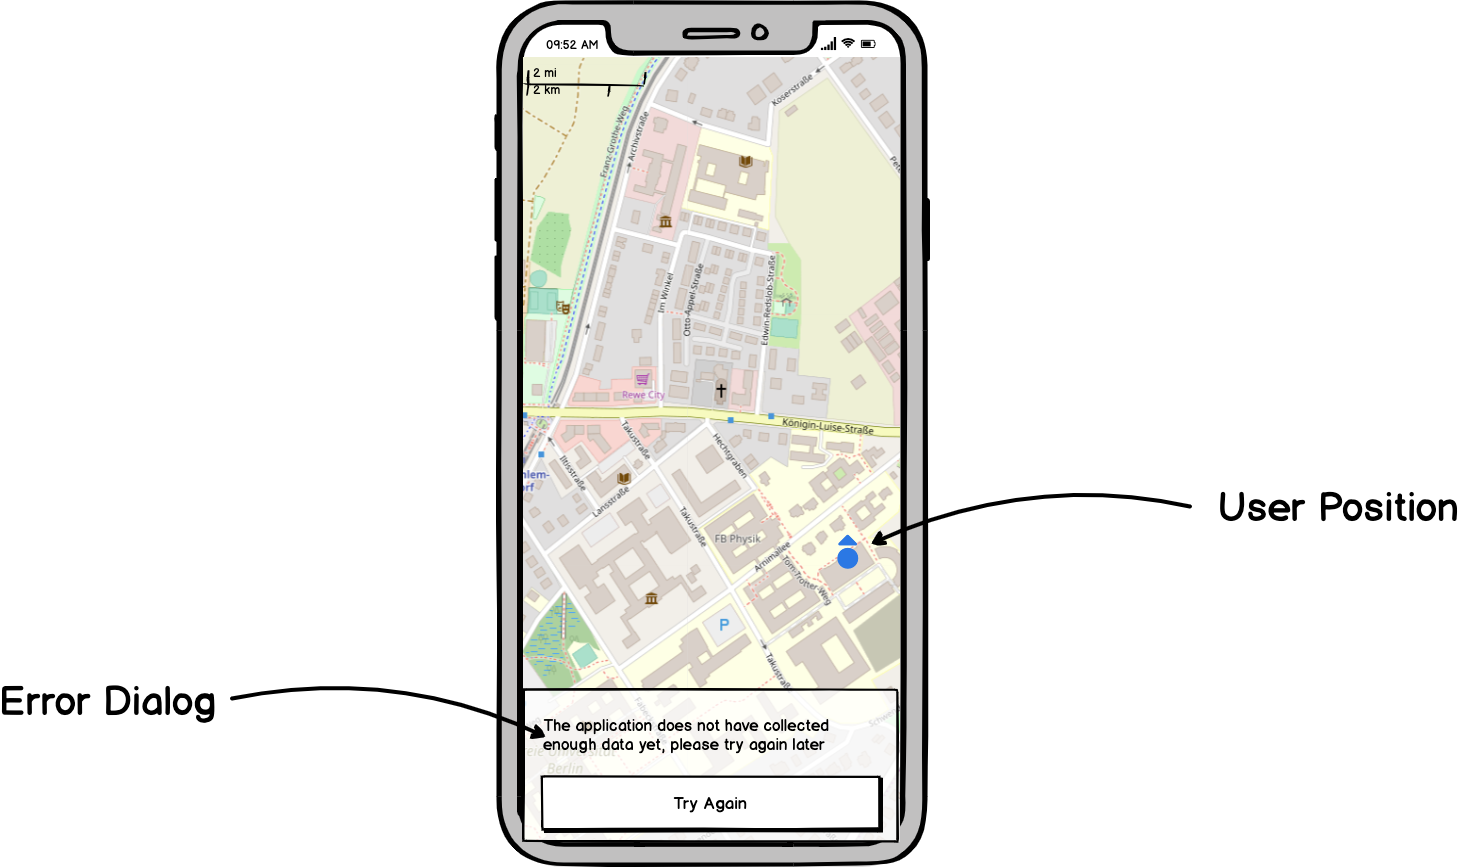 09:52 AM
2 mi
2 km
Koserstraße
Franz-Grothe-Weg
Archivstraße
Im Winkel
Otto-Appel-Straße
Edwin-Redslob-Straße
Rewe City
Königin-Luise-Straße
Takustraße
Hechtgraben
Iltisstraße
Lansstraße
User Position
Takustraße
FB Physik
Arnimallee
Tom-Trotter-Weg
P
Takustraße
Error Dialog
The application does not have collected
enough data yet, please try again later
Berlin
Try Again